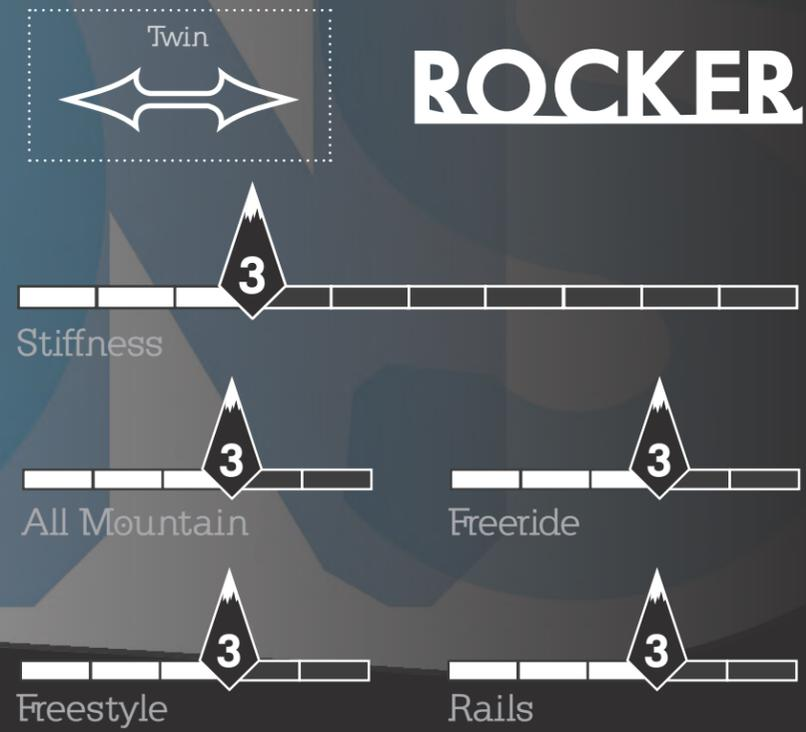 Twin
ROCKER
3
Stiffness
3
All Mountain
3
Freeride
3
Freestyle
3
Rails